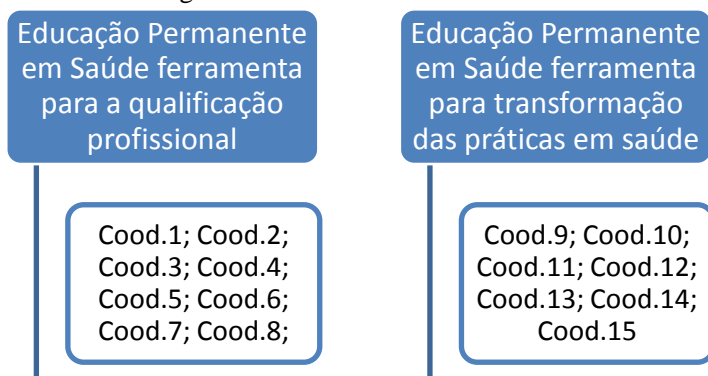 Educação Permanente
em Saúde ferramenta
para a qualificação
profissional
Cood.1; Cood.2;
Cood.3; Cood.4;
Cood.5; Cood.6;
Cood.7; Cood.8;
Educação Permanente
em Saúde ferramenta
para transformação
das práticas em saúde
Cood.9; Cood.10;
Cood.11; Cood.12;
Cood.13; Cood.14;
Cood.15